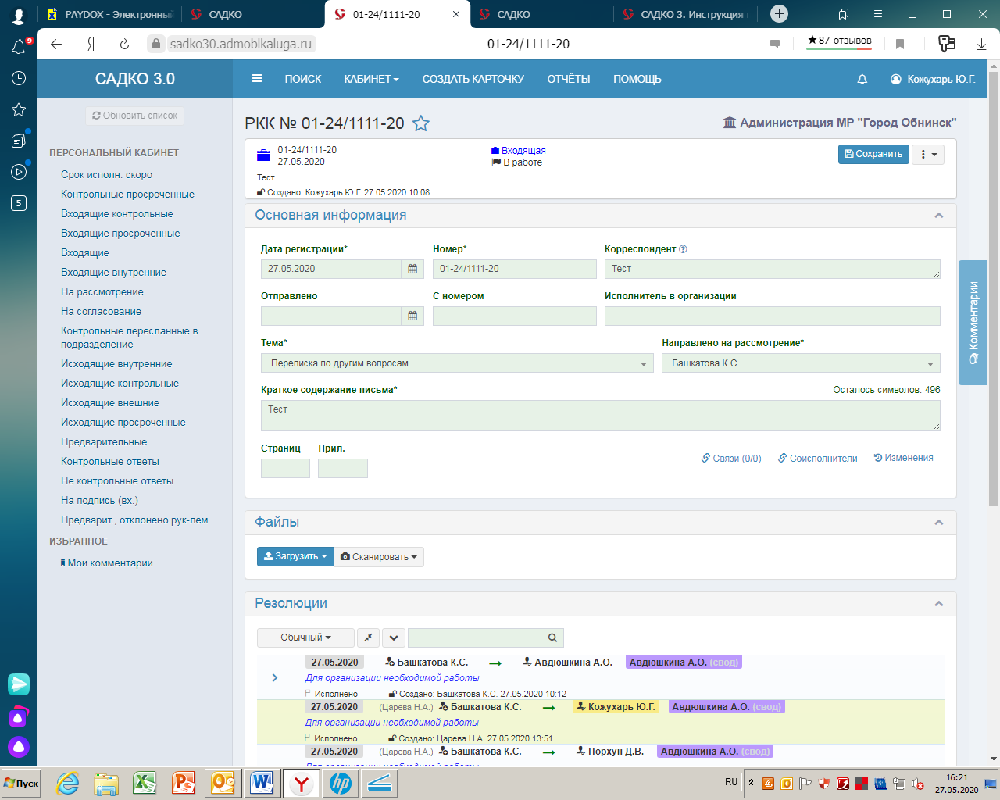 PAYDOX - Электронный
САДКО
01-24/1111-20
САДКО
САДКО 3. Инструкция п
9
sadko30.admoblkaluga.ru
01-24/1111-20
★87 отзывов
5
САДКО 3.0
ПОИСК
КАБИНЕТ
СОЗДАТЬ КАРТОЧКУ
ОТЧЁТЫ
ПОМОЩЬ
Кожухарь Ю.Г.
Обновить список
ПЕРСОНАЛЬНЫЙ КАБИНЕТ
Срок исполн. скоро
Контрольные просроченные
Входящие контрольные
Входящие просроченные
Входящие
Входящие внутренние
На рассмотрение
На согласование
Контрольные пересланные в
подразделение
Исходящие внутренние
Исходящие контрольные
Исходящие внешние
Исходящие просроченные
Предварительные
Контрольные ответы
Не контрольные ответы
На подпись (вх.)
Предварит., отклонено рук-лем
ИЗБРАННОЕ
Мои комментарии
РКК № 01-24/1111-20
Администрация МР "Город Обнинск"
01-24/1111-20
27.05.2020
Входящая
В работе
Сохранить
Тест
Создано: Кожухарь Ю.Г. 27.05.2020 10:08
Основная информация
Дата регистрации* Номер* Корреспондент
27.05.2020 01-24/1111-20 Тест
Отправлено С номером Исполнитель в организации
Тема* Направлено на рассмотрение*
Переписка по другим вопросам Башкатова К.С.
Краткое содержание письма* Осталось символов: 496
Тест
Страниц Прил.
Связи (0/0) Соисполнители Изменения
Комментарии
Файлы
Загрузить Сканировать
Резолюции
Обычный
27.05.2020 Башкатова К.С. Авдюшкина А.О. Авдюшкина А.О. (свод)
Для организации необходимой работы
Исполнено Создано: Башкатова К.С. 27.05.2020 10:12
27.05.2020 (Царева Н.А.) Башкатова К.С. Кожухарь Ю.Г. Авдюшкина А.О. (свод)
Для организации необходимой работы
Исполнено Создано: Царева Н.А. 27.05.2020 13:51
27.05.2020 (Царева Н.А.) Башкатова К.С. Порхун Д.В. Авдюшкина А.О. (свод)
Пуск
RU
16:21
27.05.2020